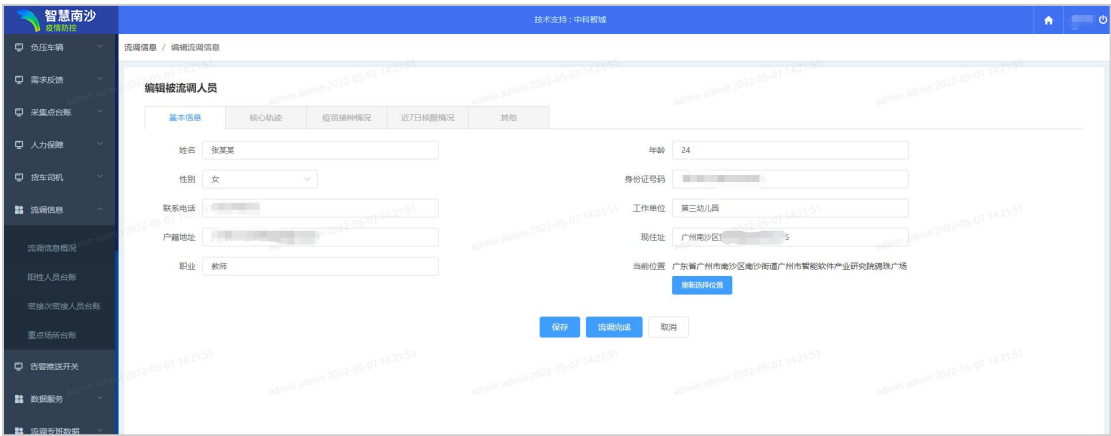 智慧南沙
疫情防控
技术支持：中科智城
负压车辆
需求反馈
采集点台账
人力保障
货车司机
流调信息
流调信息概况
阳性人员台账
密接次密接人员台账
重点场所台账
告警推送开关
数据服务
流调专班数据
流调信息 / 编辑流调信息
编辑被流调人员
基本信息 核心轨迹 疫苗接种情况 近7日核酸情况 其他
姓名 张某某 年龄 24
性别 女 身份证号码
联系电话 工作单位 第三幼儿园
户籍地址 现住址 广州南沙区
职业 教师 当前位置 广东省广州市南沙区南沙街道广州市智能软件产业研究院明珠广场
重新选择位置
保存 流调完成 取消
admin admin 2022-05-07 14:21:51